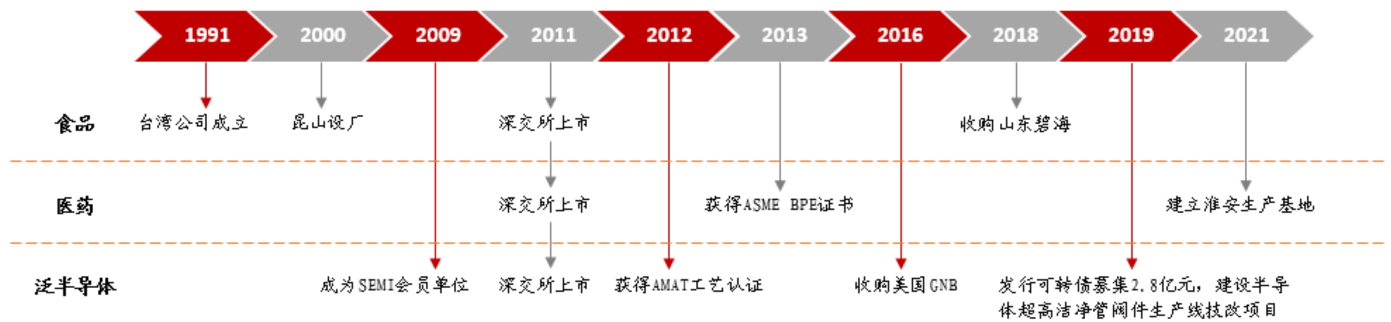 1991 2000 2009 2011 2012 2013 2016 2018 2019 2021
食品 台湾公司成立 昆山设厂 深交所上市 收购山东碧海
医药 深交所上市 获得ASME BPE证书 建立淮安生产基地
泛半导体 成为SEMI会员单位 深交所上市 获得AMAT工艺认证 收购美国GNB 发行可转债募集2.8亿元，建设半导
体超高洁净管阀件生产线技改项目